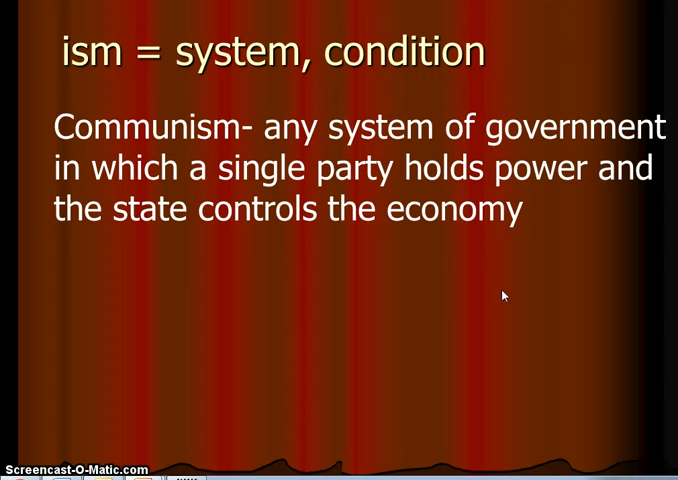 ism = system, condition
Communism- any system of government
in which a single party holds power and
the state controls the economy
Screencast-O-Matic.com